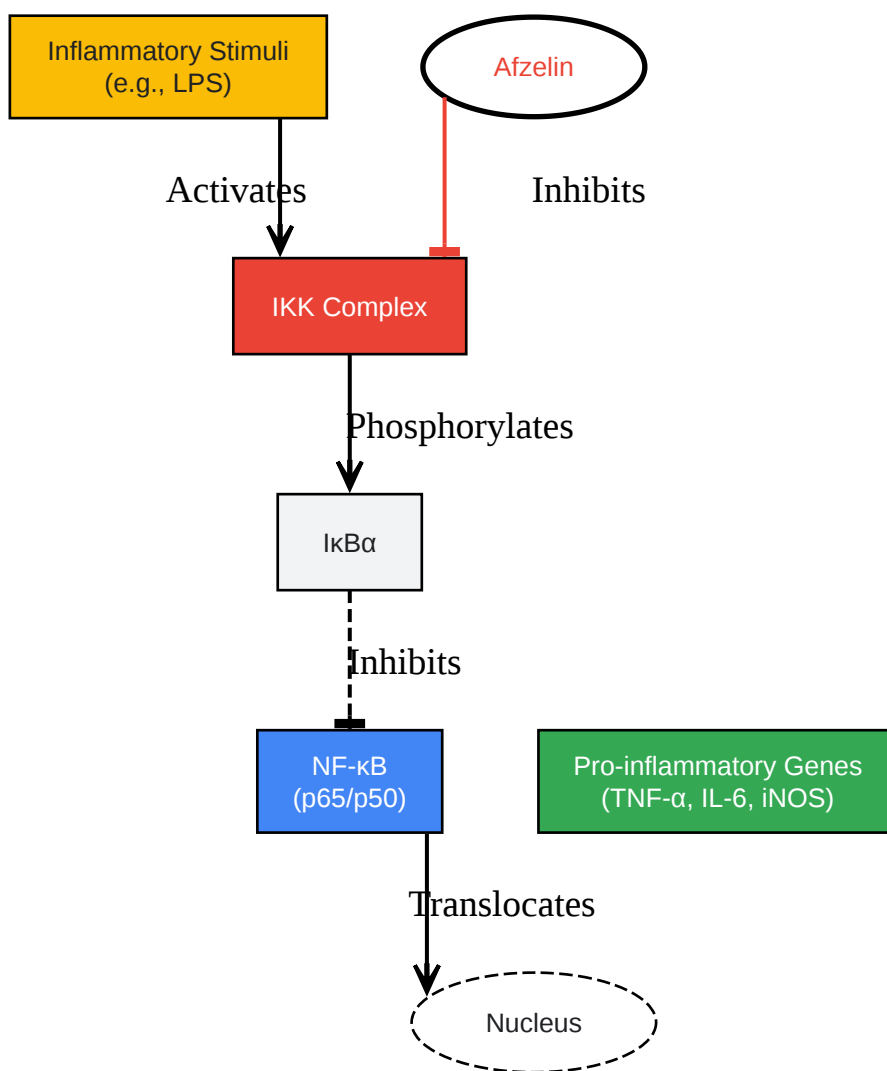 Inflammatory Stimuli
(e.g., LPS)
Afzelin
Activates
Inhibits
IKK Complex
Phosphorylates
IκBα
Inhibits
NF-κB
(p65/p50)
Pro-inflammatory Genes
(TNF-α, IL-6, iNOS)
Translocates
Nucleus